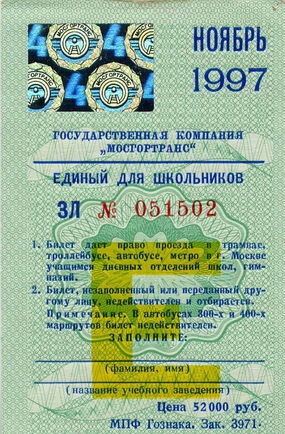 НОЯБРЬ
1997
МОСГОРТРАНС
ГОСУДАРСТВЕННАЯ КОМПАНИЯ
„МОСГОРТРАНС“
ЕДИНЫЙ ДЛЯ ШКОЛЬНИКОВ
ЗЛ № 051502
1. Билет дает право проезда в трамвае,
троллейбусе, автобусе, метро в г. Москве
учащимся дневных отделений школ, гим-
назий.
2. Билет, незаполненный или переданный дру-
гому лицу, недействителен и отбирается.
Примечание. В автобусах 300-х и 400-х
маршрутов билет недействителен.
ЗАПОЛНИТЕ:
(фамилия, имя)
(название учебного заведения)
Цена 52000 руб.
МПФ Гознака. Зак. 3971.